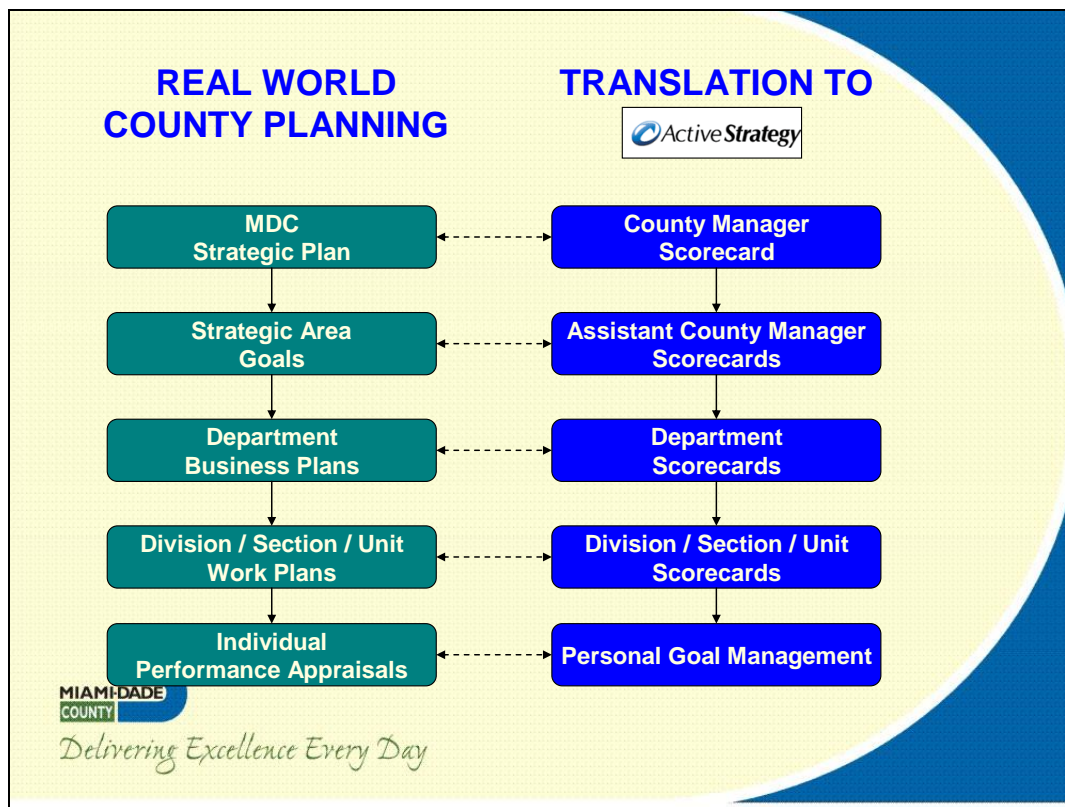 REAL WORLD
COUNTY PLANNING
TRANSLATION TO
ActiveStrategy
MDC
Strategic Plan
County Manager
Scorecard
Strategic Area
Goals
Assistant County Manager
Scorecards
Department
Business Plans
Department
Scorecards
Division / Section / Unit
Work Plans
Division / Section / Unit
Scorecards
Individual
Performance Appraisals
Personal Goal Management
MIAMI-DADE
COUNTY
Delivering Excellence Every Day